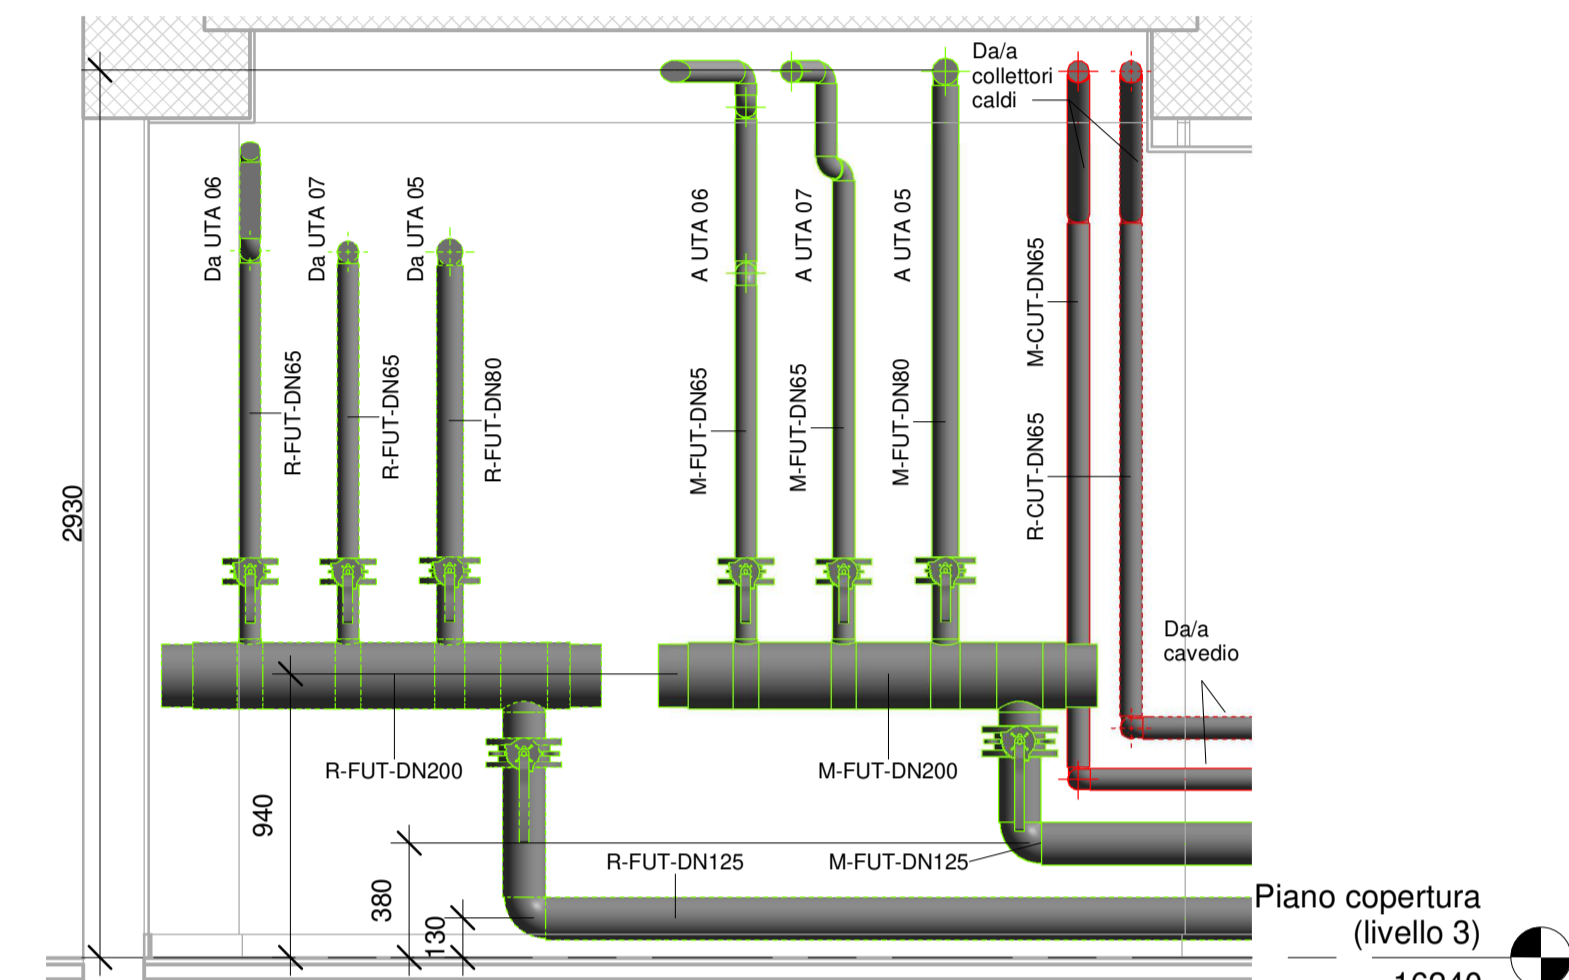 Da/a
collettori
caldi
Da UTA 06
Da UTA 07
Da UTA 05
A UTA 06
A UTA 07
A UTA 05
M-CUT-DN65
R-FUT-DN65
R-FUT-DN65
R-FUT-DN80
M-FUT-DN65
M-FUT-DN65
M-FUT-DN80
R-CUT-DN65
2930
Da/a
cavedio
R-FUT-DN200
M-FUT-DN200
940
R-FUT-DN125
M-FUT-DN125
380
130
Piano copertura
(livello 3)
16240